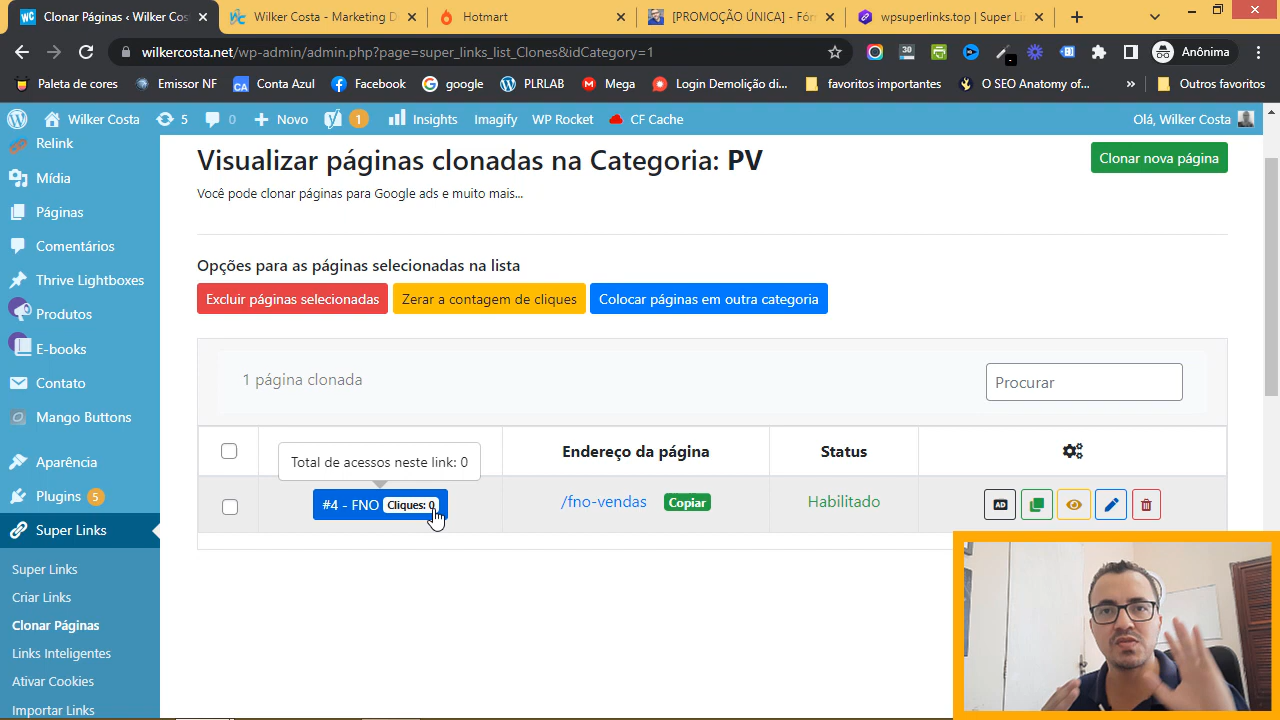 Clonar Páginas ‹ Wilker Cos
Wilker Costa - Marketing D
Hotmart
[PROMOÇÃO ÚNICA] - Fór
wpsuperlinks.top | Super Li
wilkercosta.net/wp-admin/admin.php?page=super_links_list_Clones&idCategory=1
30
Anônima
Paleta de cores
Emissor NF
CA
Conta Azul
Facebook
google
PLRLAB
Mega
Login Demolição di...
favoritos importantes
O SEO Anatomy of...
»
Outros favoritos
Wilker Costa
5
0
Novo
1
Insights
Imagify
WP Rocket
CF Cache
Olá, Wilker Costa
Relink
Mídia
Páginas
Comentários
Thrive Lightboxes
Produtos
E-books
Contato
Mango Buttons
Aparência
Plugins 5
Super Links
Super Links
Criar Links
Clonar Páginas
Links Inteligentes
Ativar Cookies
Importar Links
Visualizar páginas clonadas na Categoria: PV
Clonar nova página
Você pode clonar páginas para Google ads e muito mais...
Opções para as páginas selecionadas na lista
Excluir páginas selecionadas
Zerar a contagem de cliques
Colocar páginas em outra categoria
1 página clonada
Procurar
Total de acessos neste link: 0
Endereço da página
Status
#4 - FNO Cliques: 0
/fno-vendas
Copiar
Habilitado
AD